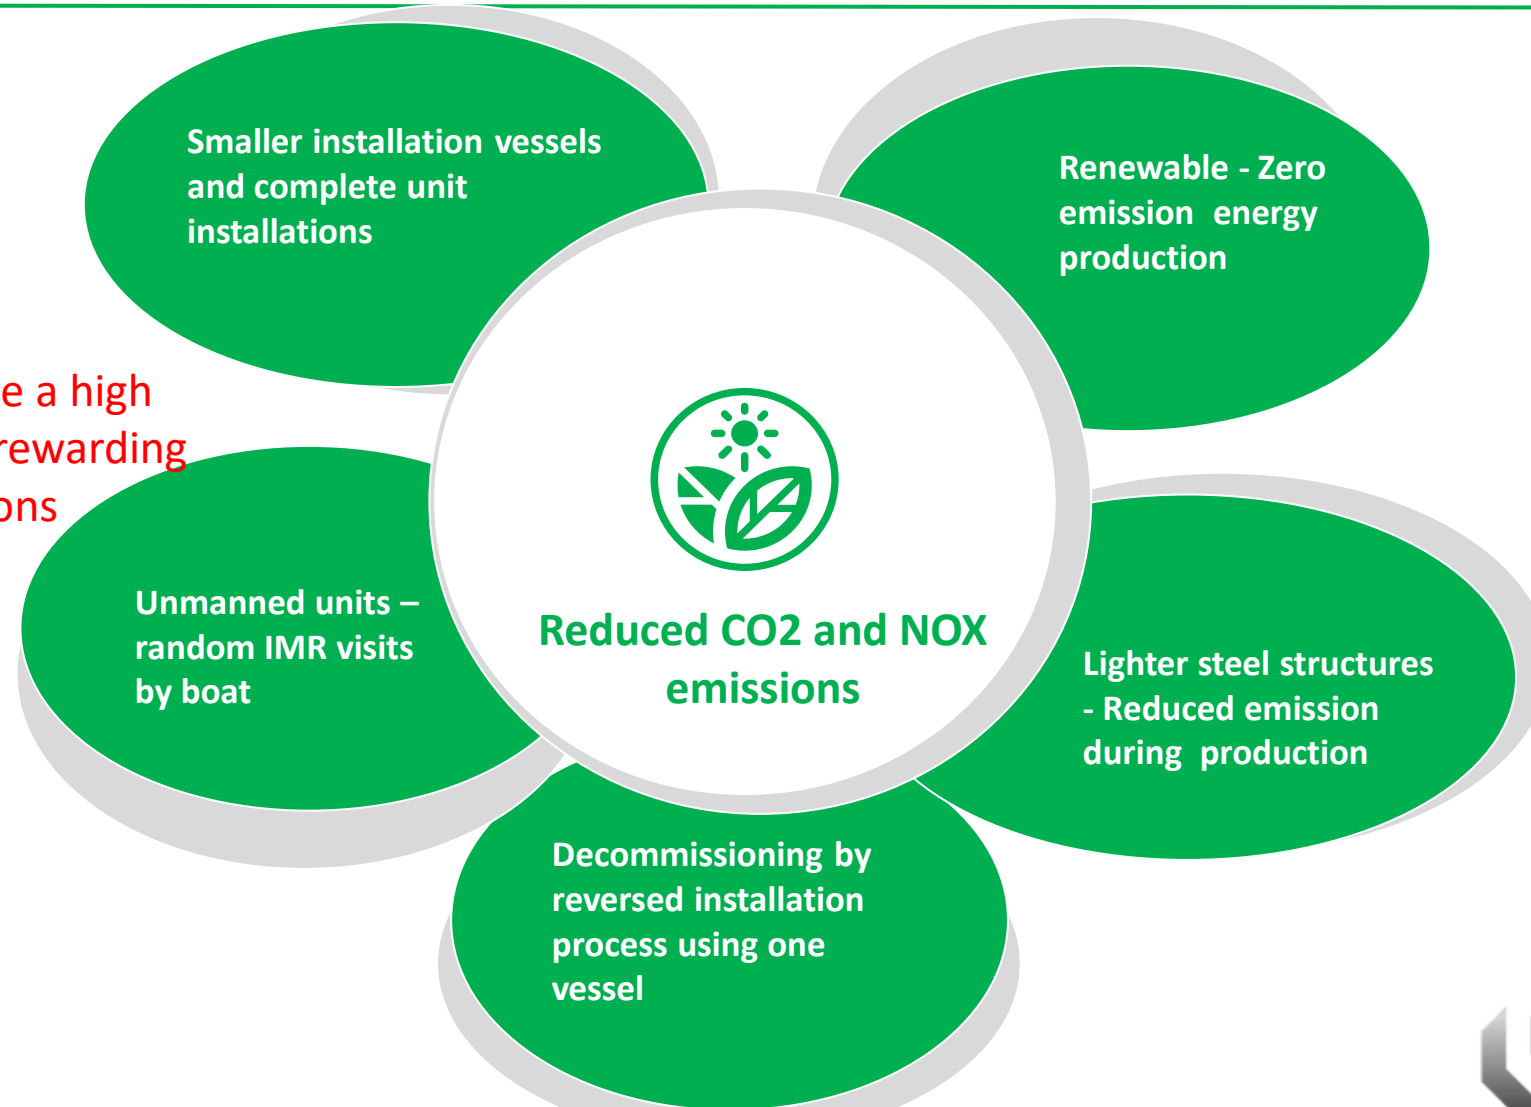 Smaller installation vessels
and complete unit
installations
Renewable - Zero
emission energy
production
e a high
rewarding
ons
Unmanned units –
random IMR visits
by boat
Reduced CO2 and NOX
emissions
Lighter steel structures
- Reduced emission
during production
Decommissioning by
reversed installation
process using one
vessel